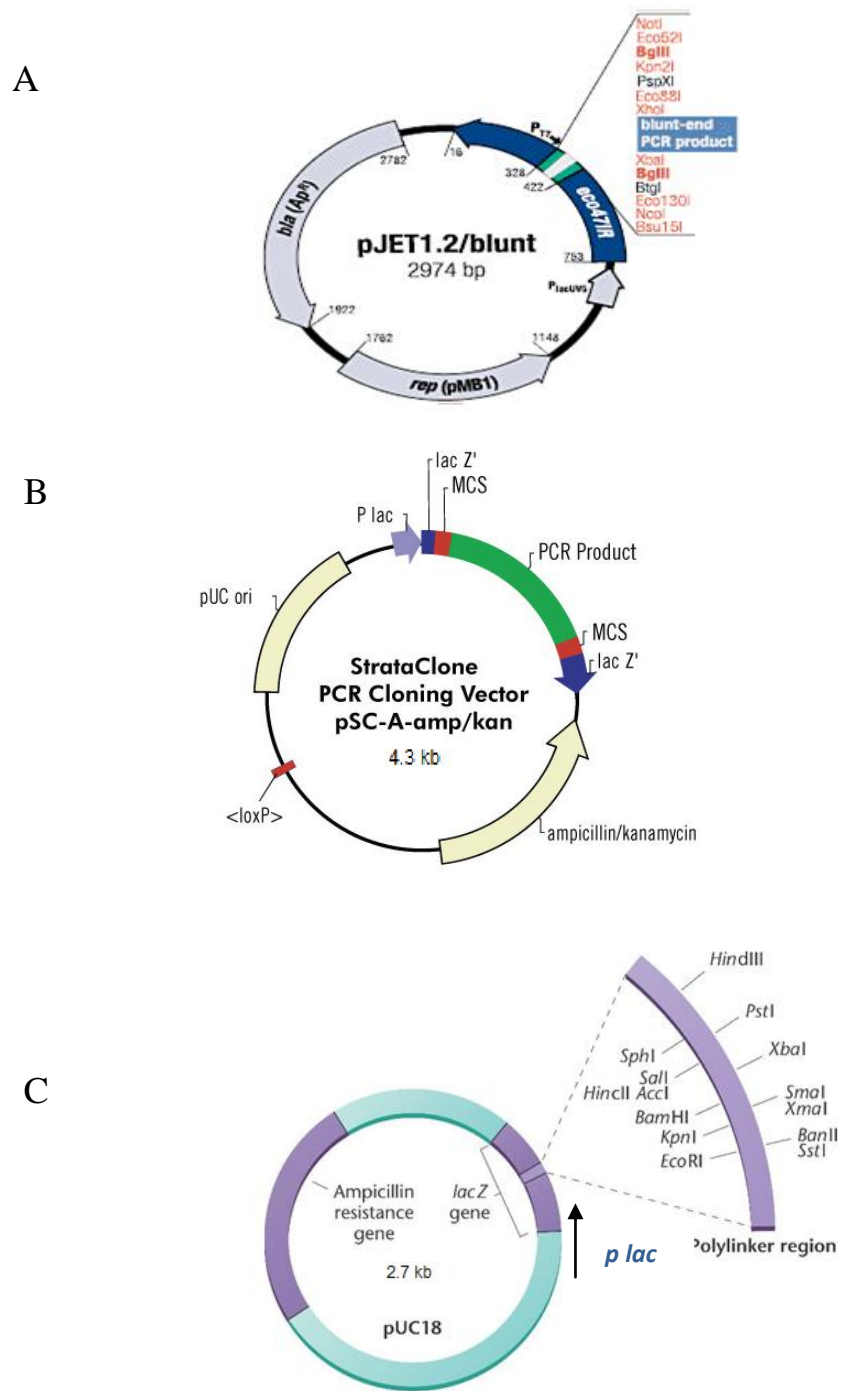 A
NotI
Eco52I
BglII
Kpn2I
PspXI
Eco88I
XhoI
blunt-end
PCR product
XbaI
BglII
BtgI
Eco130I
NcoI
Bsu15I
PT7
2782
16
328
422
eco47IR
bla (ApR)
pJET1.2/blunt
2974 bp
753
PlacUV5
1922
1762
1148
rep (pMB1)
B
lac Z'
MCS
P lac
PCR Product
pUC ori
MCS
lac Z'
StrataClone
PCR Cloning Vector
pSC-A-amp/kan
4.3 kb
<loxP>
ampicillin/kanamycin
C
HindIII
PstI
SphI
XbaI
SalI
HincII AccI
SmaI
XmaI
BamHI
KpnI
BanII
SstI
EcoRI
Ampicillin
resistance
gene
lacZ
gene
p lac
Polylinker region
2.7 kb
pUC18